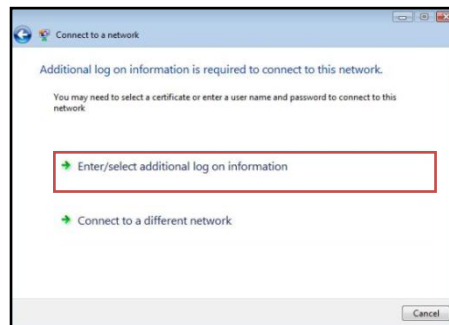 Connect to a network
Additional log on information is required to connect to this network.
You may need to select a certificate or enter a user name and password to connect to this
network
Enter/select additional log on information
Connect to a different network
Cancel